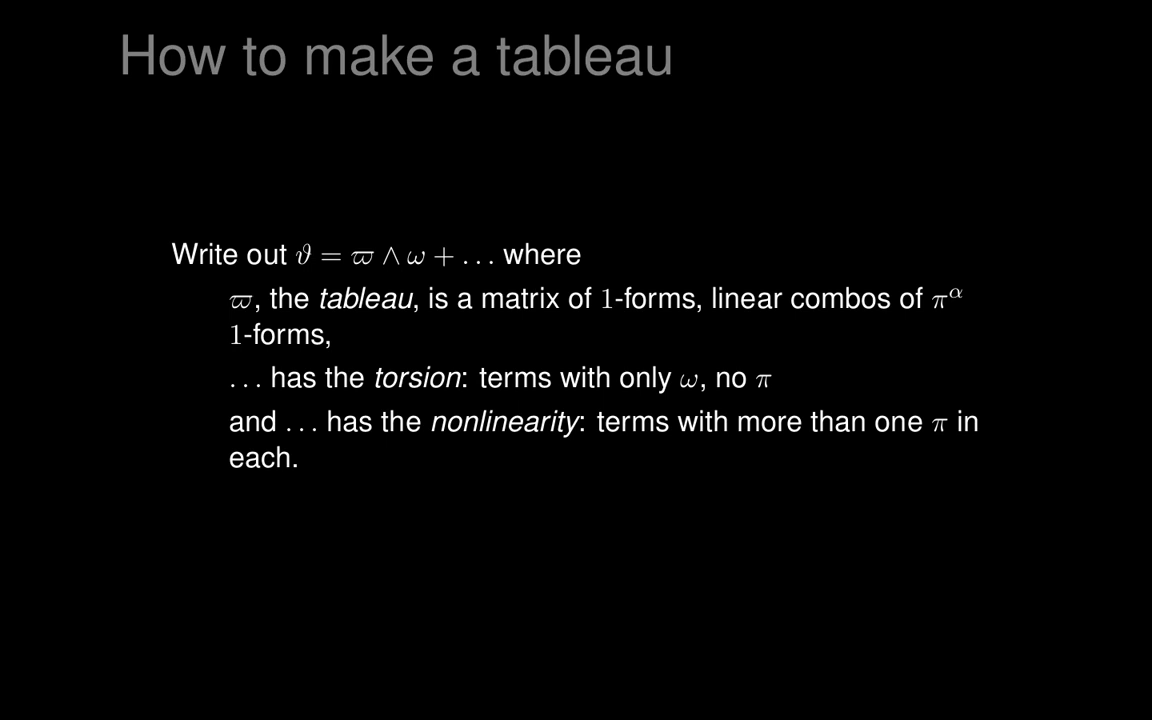 How to make a tableau
Write out ϑ = ϖ ∧ ω + . . . where
ϖ, the tableau, is a matrix of 1-forms, linear combos of π^α
1-forms,
. . . has the torsion: terms with only ω, no π
and . . . has the nonlinearity: terms with more than one π in
each.